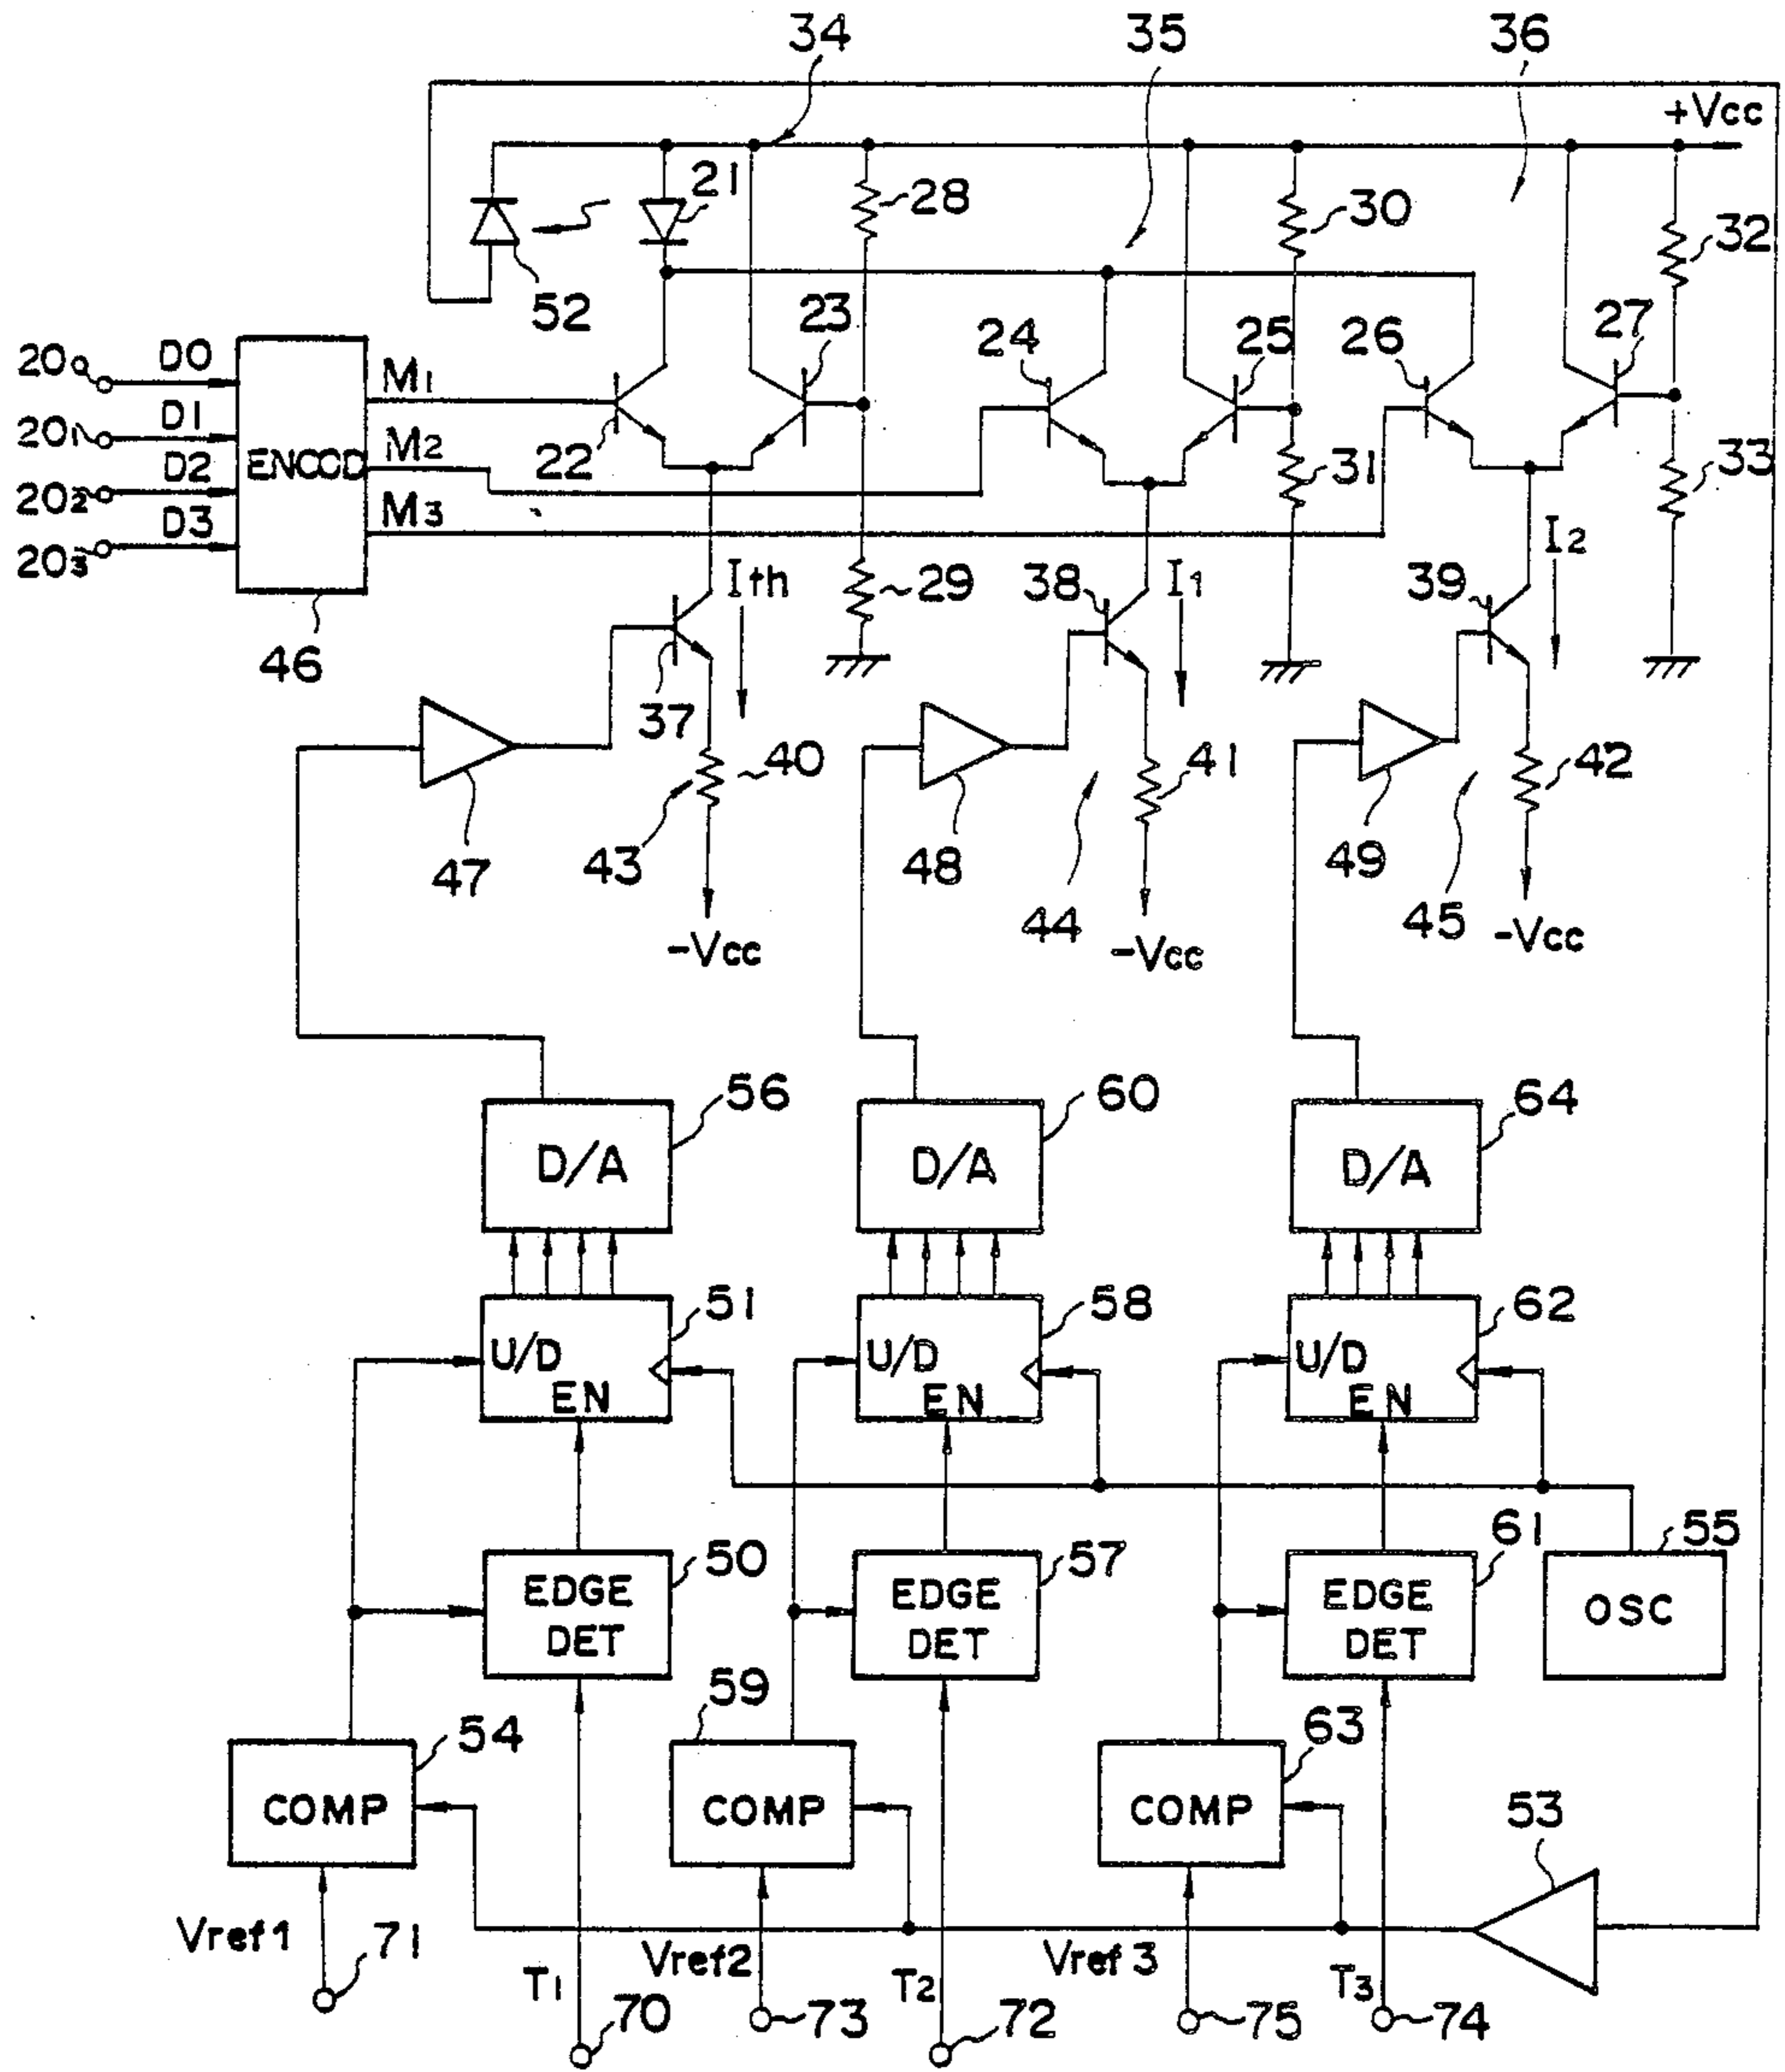 34 35 36
+Vcc
21 28 30 32
52 23 24 25 26 27
20₀ D0
20₁ D1
20₂ D2
20₃ D3
ENCOD
M1
M2
M3
22 31 33
46
Ith 29 38 I1 39 I2
37
47 43 40 48 44 41 49 45 42
-Vcc -Vcc -Vcc
56 60 64
D/A D/A D/A
51 58 62
U/D U/D U/D
EN EN EN
50 57 61 55
EDGE DET
EDGE DET
EDGE DET
OSC
54 59 63
COMP COMP COMP
53
Vref1 71
T1 70
Vref2 73
T2 72
Vref3 75
T3 74